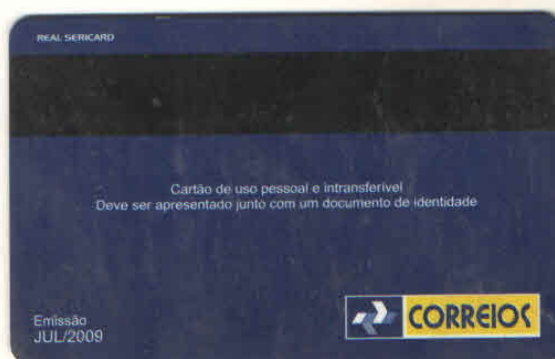 REAL SERICARD
Cartão de uso pessoal e intransferível
Deve ser apresentado junto com um documento de identidade
Emissão
JUL/2009
CORREIOS